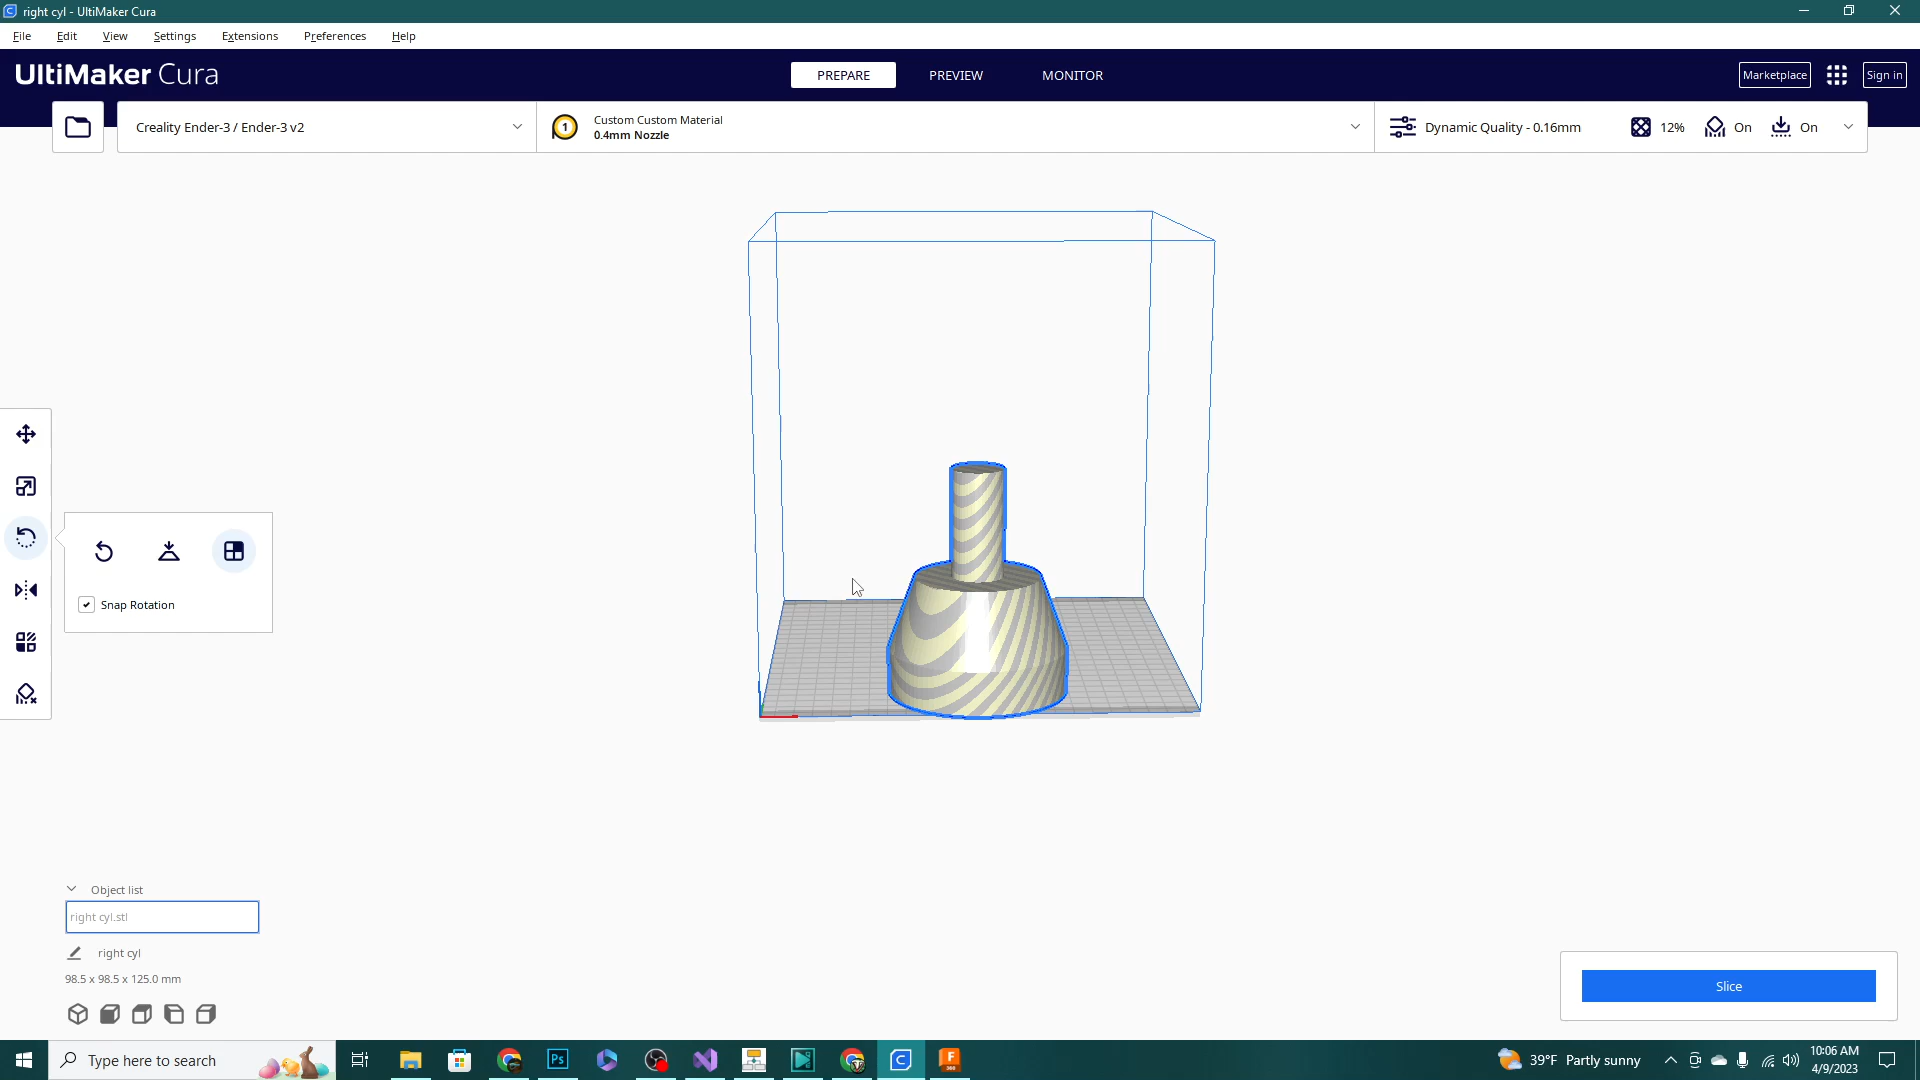 right cyl - UltiMaker Cura
File Edit View Settings Extensions Preferences Help
UltiMaker Cura
PREPARE PREVIEW MONITOR
Marketplace Sign in
Creality Ender-3 / Ender-3 v2
1 Custom Custom Material
0.4mm Nozzle
Dynamic Quality - 0.16mm 12% On On
Snap Rotation
Object list
right cyl.stl
right cyl
98.5 x 98.5 x 125.0 mm
Slice
Type here to search
Ps
F
360
39°F Partly sunny
10:06 AM
4/9/2023